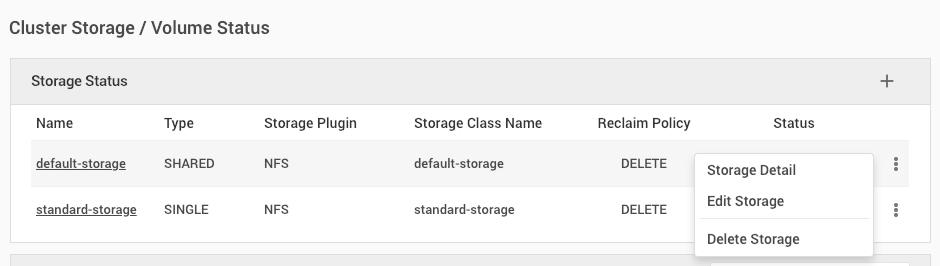 Cluster Storage / Volume Status
Storage Status
Name Type Storage Plugin Storage Class Name Reclaim Policy Status
default-storage SHARED NFS default-storage DELETE
standard-storage SINGLE NFS standard-storage DELETE
Storage Detail
Edit Storage
Delete Storage